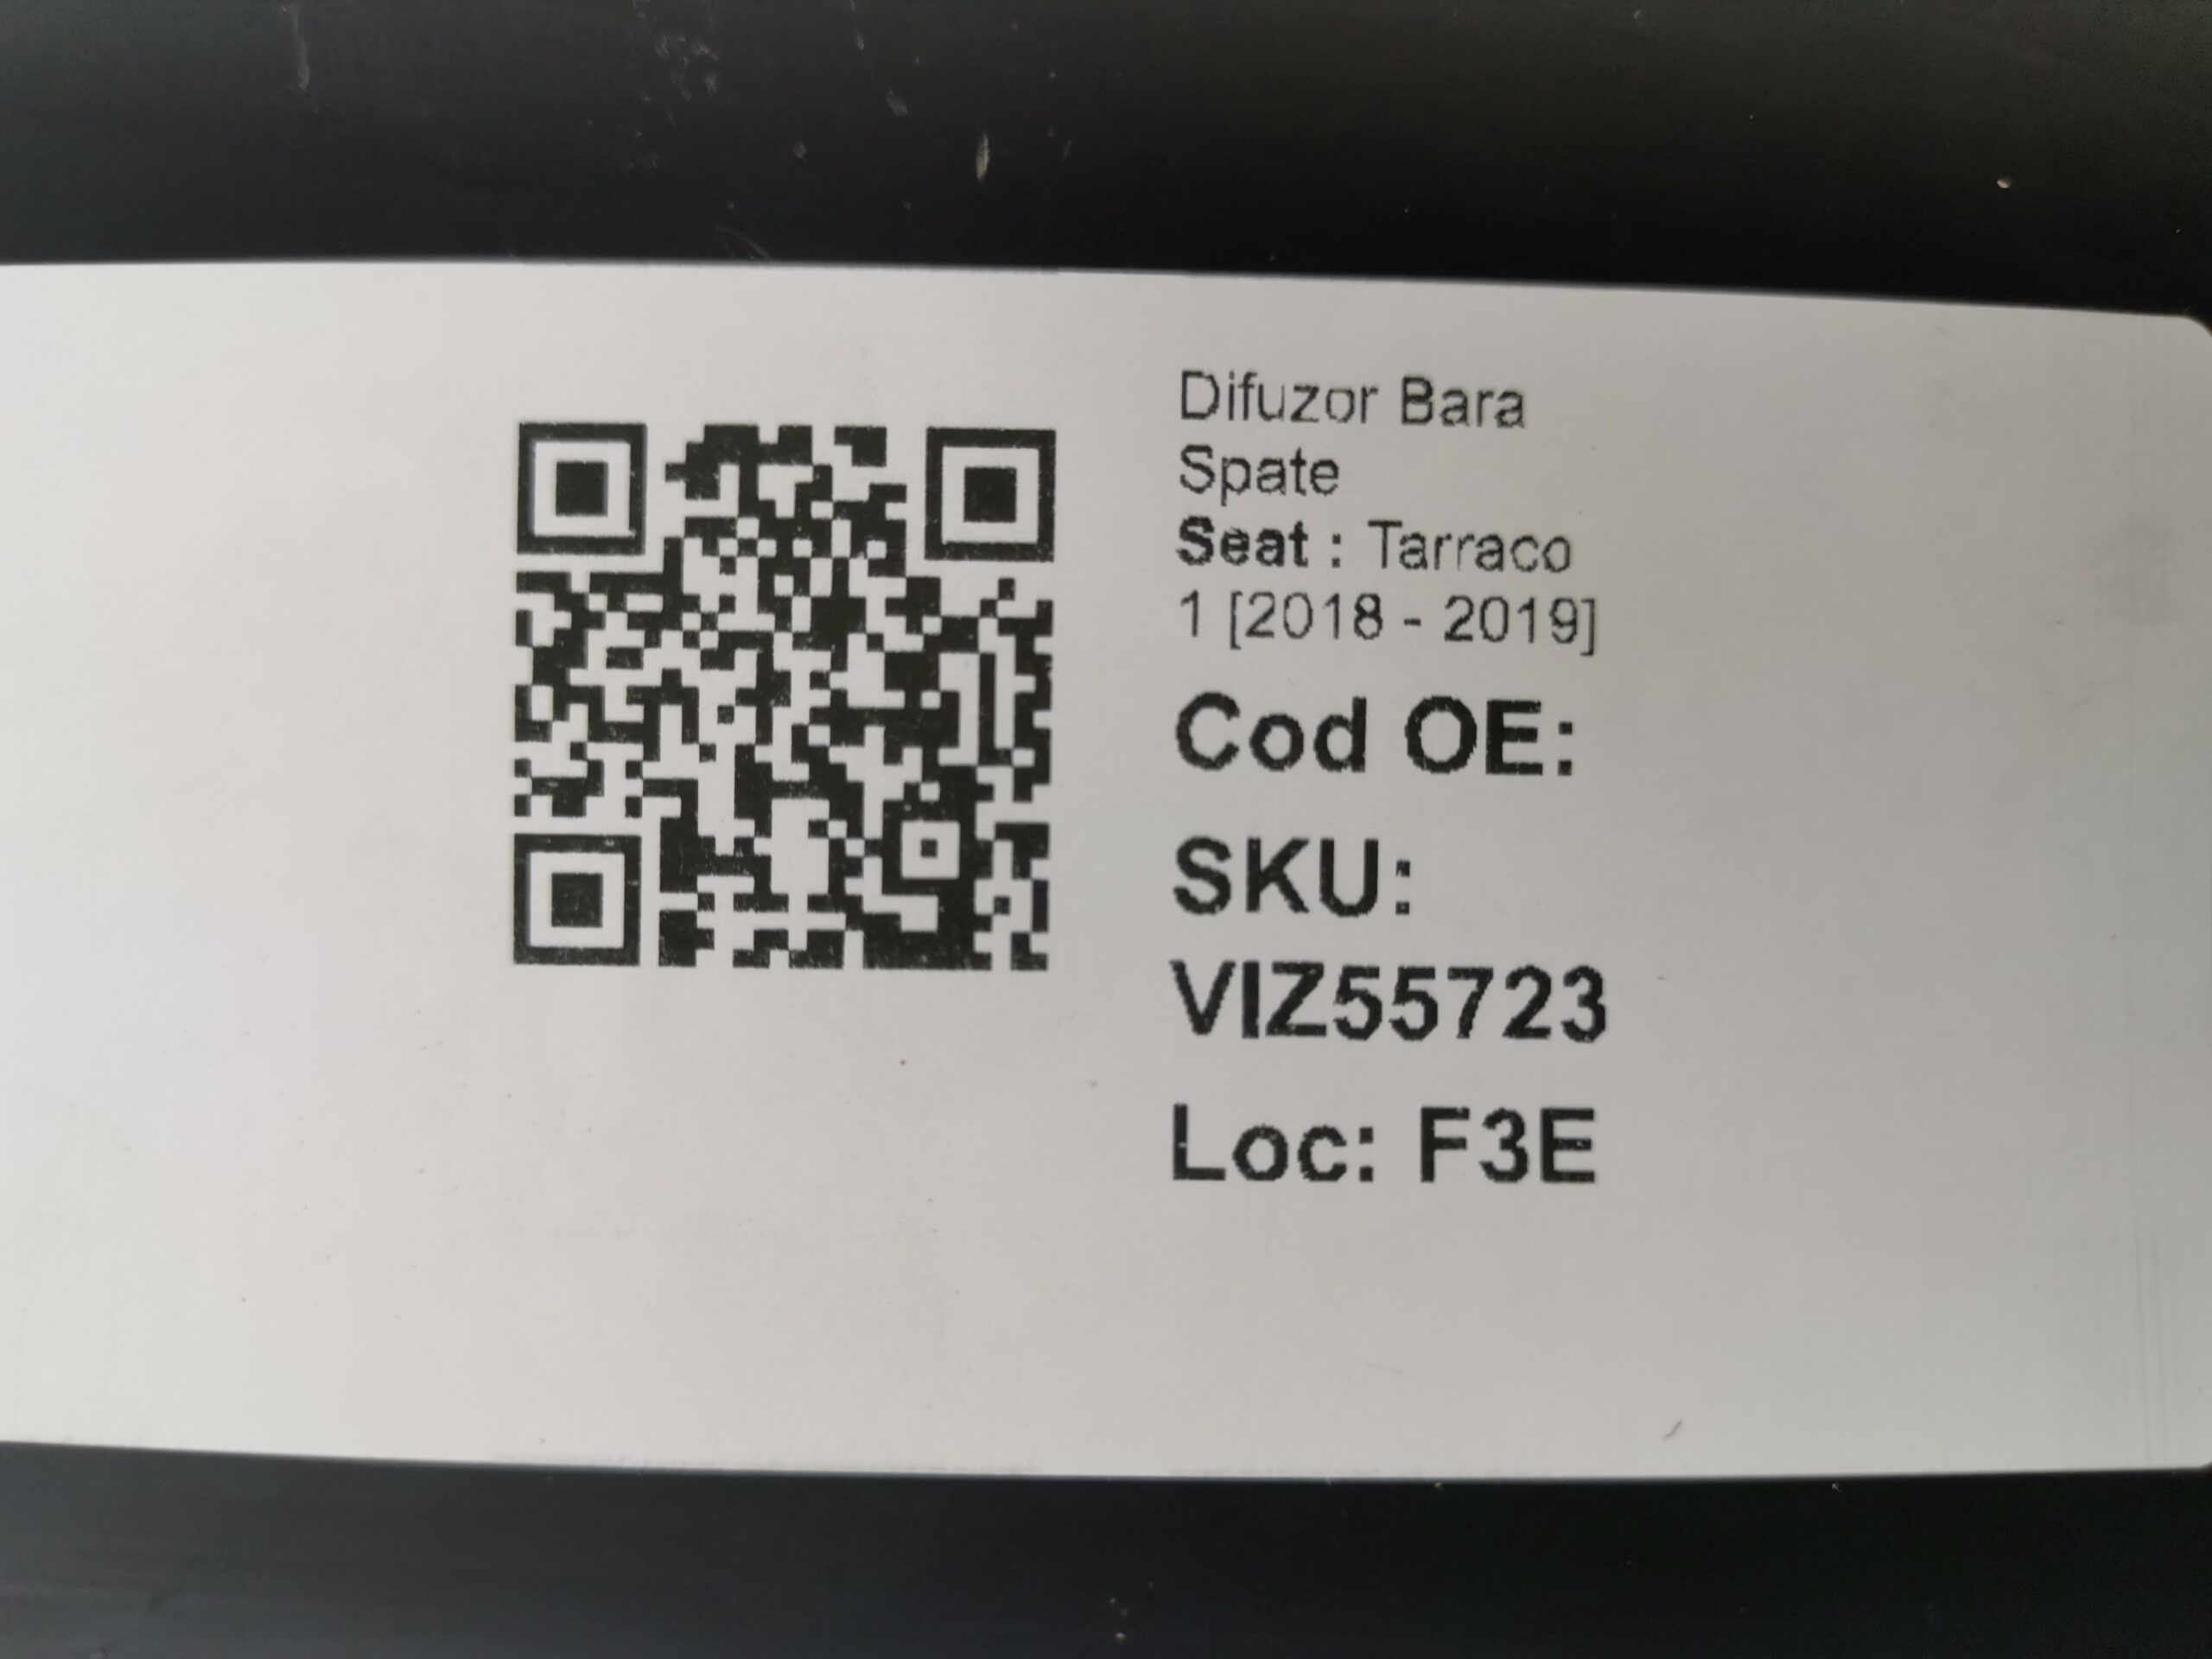 Difuzor Bara
Spate
Seat : Tarraco
1 [2018 - 2019]
Cod OE:
SKU:
VIZ55723
Loc: F3E